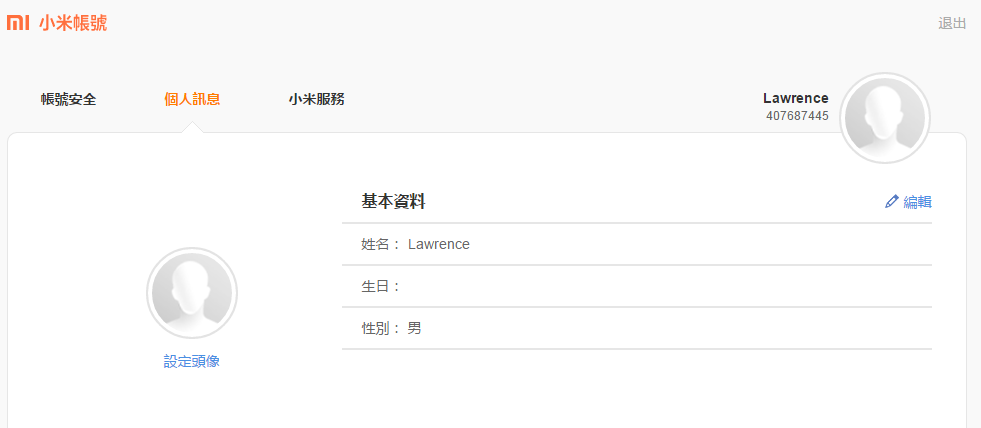 小米帳號
退出
帳號安全 個人訊息 小米服務
Lawrence
407687445
基本資料 編輯
姓名： Lawrence
生日：
性別： 男
設定頭像